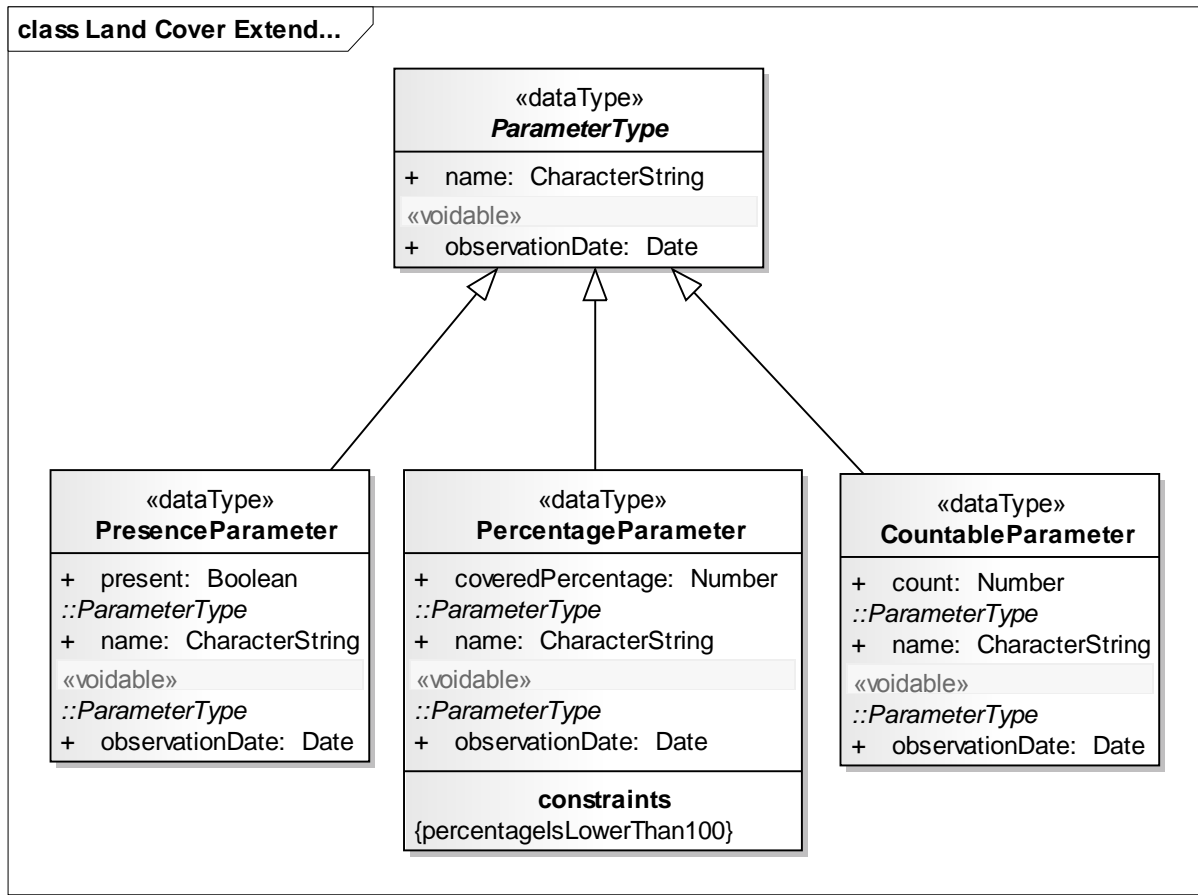 class Land Cover Extend...
«dataType»
ParameterType
+ name: CharacterString
«voidable»
+ observationDate: Date
«dataType»
PresenceParameter
+ present: Boolean
::ParameterType
+ name: CharacterString
«voidable»
::ParameterType
+ observationDate: Date
«dataType»
PercentageParameter
+ coveredPercentage: Number
::ParameterType
+ name: CharacterString
«voidable»
::ParameterType
+ observationDate: Date
constraints
{percentageIsLowerThan100}
«dataType»
CountableParameter
+ count: Number
::ParameterType
+ name: CharacterString
«voidable»
::ParameterType
+ observationDate: Date